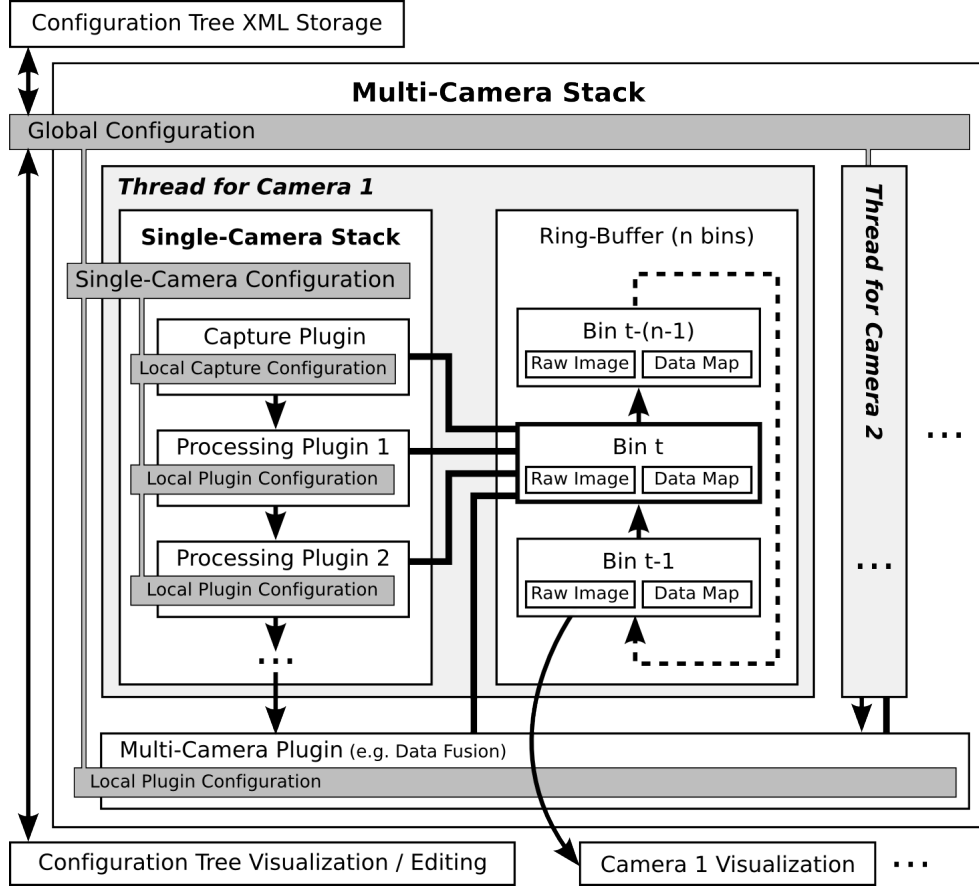 Configuration Tree XML Storage
Multi-Camera Stack
Global Configuration
Thread for Camera 1
Single-Camera Stack
Single-Camera Configuration
Capture Plugin
Local Capture Configuration
Processing Plugin 1
Local Plugin Configuration
Processing Plugin 2
Local Plugin Configuration
...
Ring-Buffer (n bins)
Bin t-(n-1)
Raw Image Data Map
Bin t
Raw Image Data Map
Bin t-1
Raw Image Data Map
Thread for Camera 2
...
...
Multi-Camera Plugin (e.g. Data Fusion)
Local Plugin Configuration
Configuration Tree Visualization / Editing
Camera 1 Visualization
...